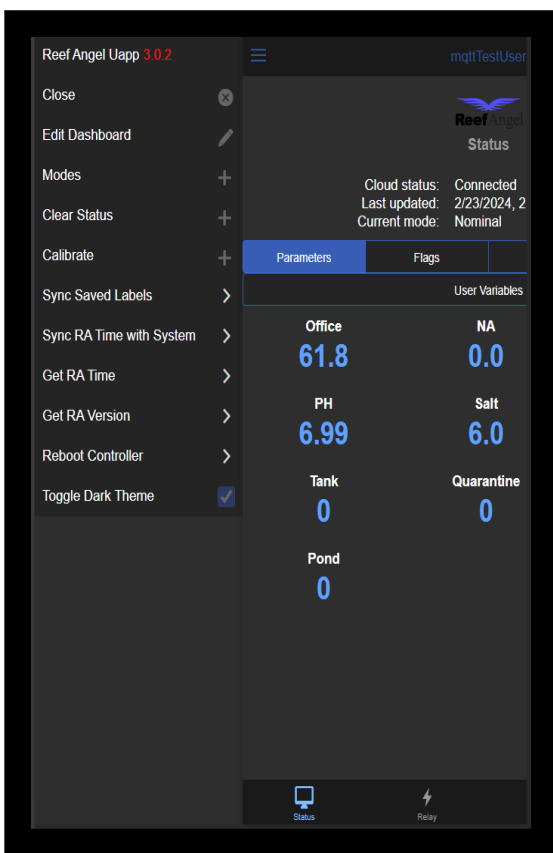 Reef Angel Uapp 3.0.2
Close
Edit Dashboard
Modes
Clear Status
Calibrate
Sync Saved Labels
Sync RA Time with System
Get RA Time
Get RA Version
Reboot Controller
Toggle Dark Theme
mqttTestUser
ReefAngel
Status
Cloud status: Connected
Last updated: 2/23/2024, 2
Current mode: Nominal
Parameters Flags
User Variables
Office NA
61.8 0.0
PH Salt
6.99 6.0
Tank Quarantine
0 0
Pond
0
Status Relay